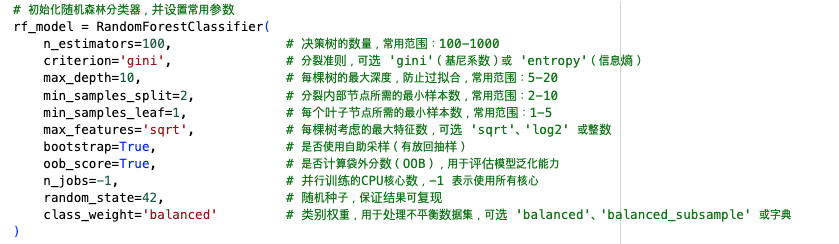 # 初始化随机森林分类器，并设置常用参数
rf_model = RandomForestClassifier(
    n_estimators=100,               # 决策树的数量，常用范围：100-1000
    criterion='gini',               # 分裂准则，可选 'gini'（基尼系数）或 'entropy'（信息熵）
    max_depth=10,                   # 每棵树的最大深度，防止过拟合，常用范围：5-20
    min_samples_split=2,            # 分裂内部节点所需的最小样本数，常用范围：2-10
    min_samples_leaf=1,             # 每个叶子节点所需的最小样本数，常用范围：1-5
    max_features='sqrt',            # 每棵树考虑的最大特征数，可选 'sqrt'、'log2' 或整数
    bootstrap=True,                 # 是否使用自助采样（有放回抽样）
    oob_score=True,                 # 是否计算袋外分数（OOB），用于评估模型泛化能力
    n_jobs=-1,                      # 并行训练的CPU核心数，-1 表示使用所有核心
    random_state=42,                # 随机种子，保证结果可复现
    class_weight='balanced'         # 类别权重，用于处理不平衡数据集，可选 'balanced'、'balanced_subsample' 或字典
)